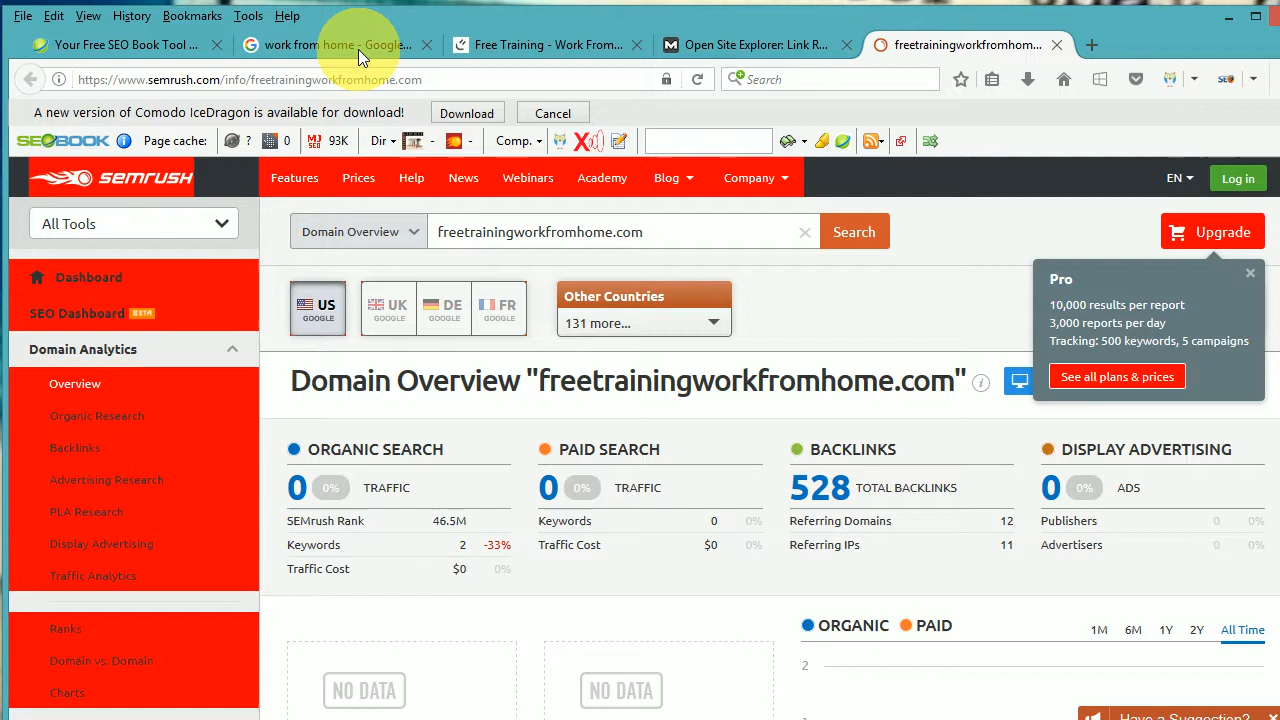 File Edit View History Bookmarks Tools Help
Your Free SEO Book Tool ... work from home - Google... Free Training - Work From... Open Site Explorer: Link R... freetrainingworkfromhom...
https://www.semrush.com/info/freetrainingworkfromhome.com Search
A new version of Comodo IceDragon is available for download! Download Cancel
SEOBOOK Page cache: ? 0 MJ SEO 93K Dir - - Comp.
SEMRUSH Features Prices Help News Webinars Academy Blog Company EN Log in
All Tools Domain Overview freetrainingworkfromhome.com Search Upgrade
Dashboard
SEO Dashboard BETA
Domain Analytics
Overview
Organic Research
Backlinks
Advertising Research
PLA Research
Display Advertising
Traffic Analytics
Ranks
Domain vs. Domain
Charts
US GOOGLE UK GOOGLE DE GOOGLE FR GOOGLE
Other Countries
131 more...
Pro
10,000 results per report
3,000 reports per day
Tracking: 500 keywords, 5 campaigns
See all plans & prices
Domain Overview "freetrainingworkfromhome.com"
ORGANIC SEARCH
0 0% TRAFFIC
SEMrush Rank 46.5M
Keywords 2 -33%
Traffic Cost $0 0%
PAID SEARCH
0 0% TRAFFIC
Keywords 0 0%
Traffic Cost $0 0%
BACKLINKS
528 TOTAL BACKLINKS
Referring Domains 12
Referring IPs 11
DISPLAY ADVERTISING
0 0% ADS
Publishers 0 0%
Advertisers 0 0%
NO DATA NO DATA
ORGANIC PAID 1M 6M 1Y 2Y All Time
2
Have a Suggestion?